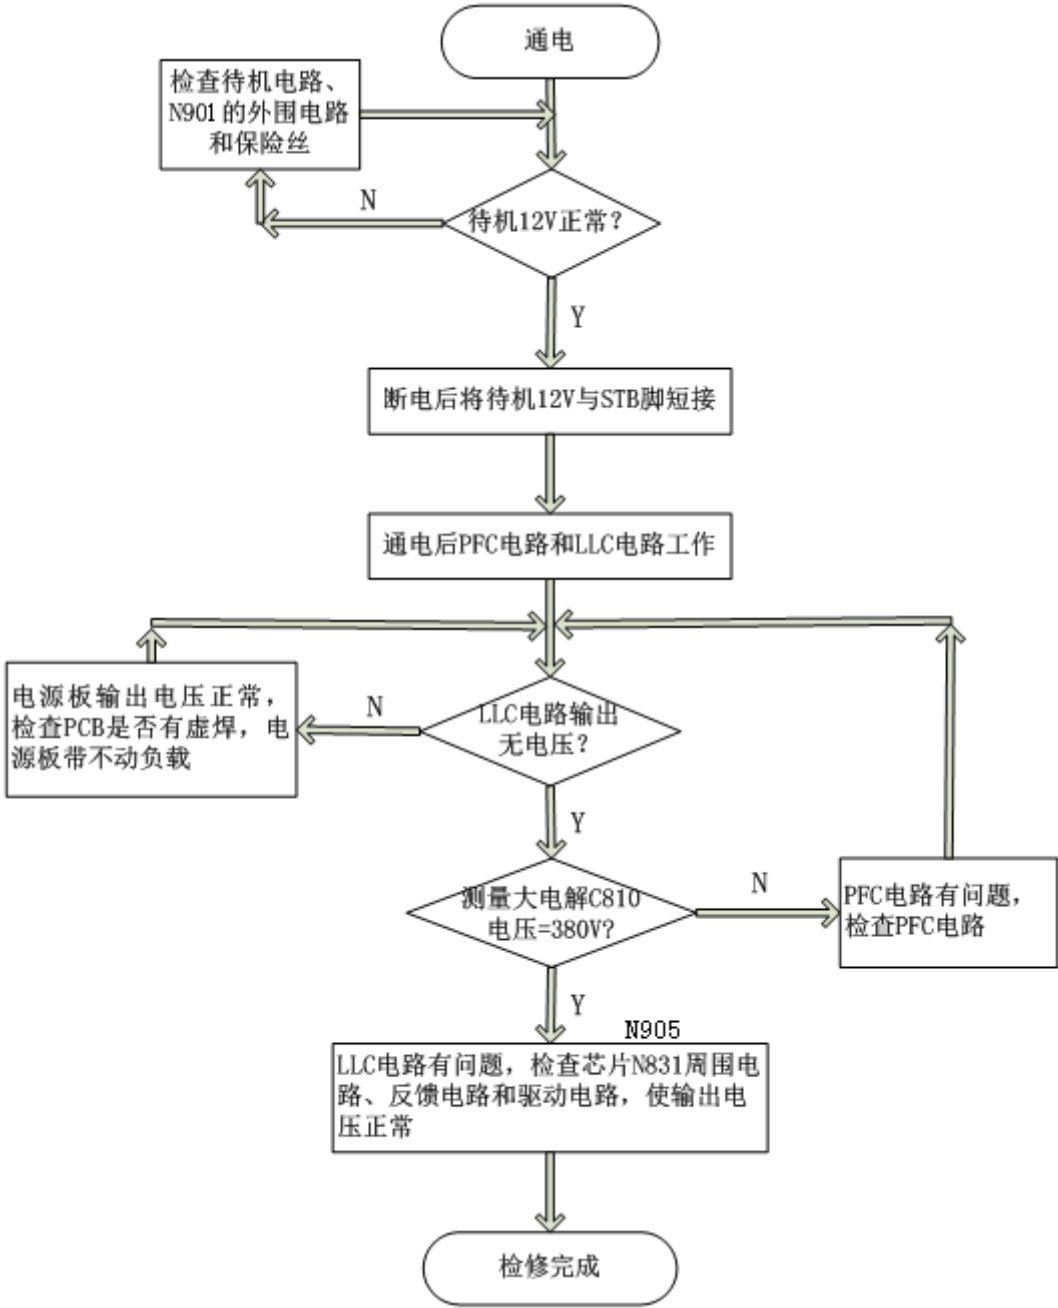 通电
检查待机电路、
N901的外围电路
和保险丝
N
待机12V正常？
Y
断电后将待机12V与STB脚短接
通电后PFC电路和LLC电路工作
电源板输出电压正常，
检查PCB是否有虚焊，电
源板带不动负载
N
LLC电路输出
无电压？
Y
测量大电解C810
电压=380V?
N
PFC电路有问题，
检查PFC电路
Y
N905
LLC电路有问题，检查芯片N831周围电
路、反馈电路和驱动电路，使输出电
压正常
检修完成